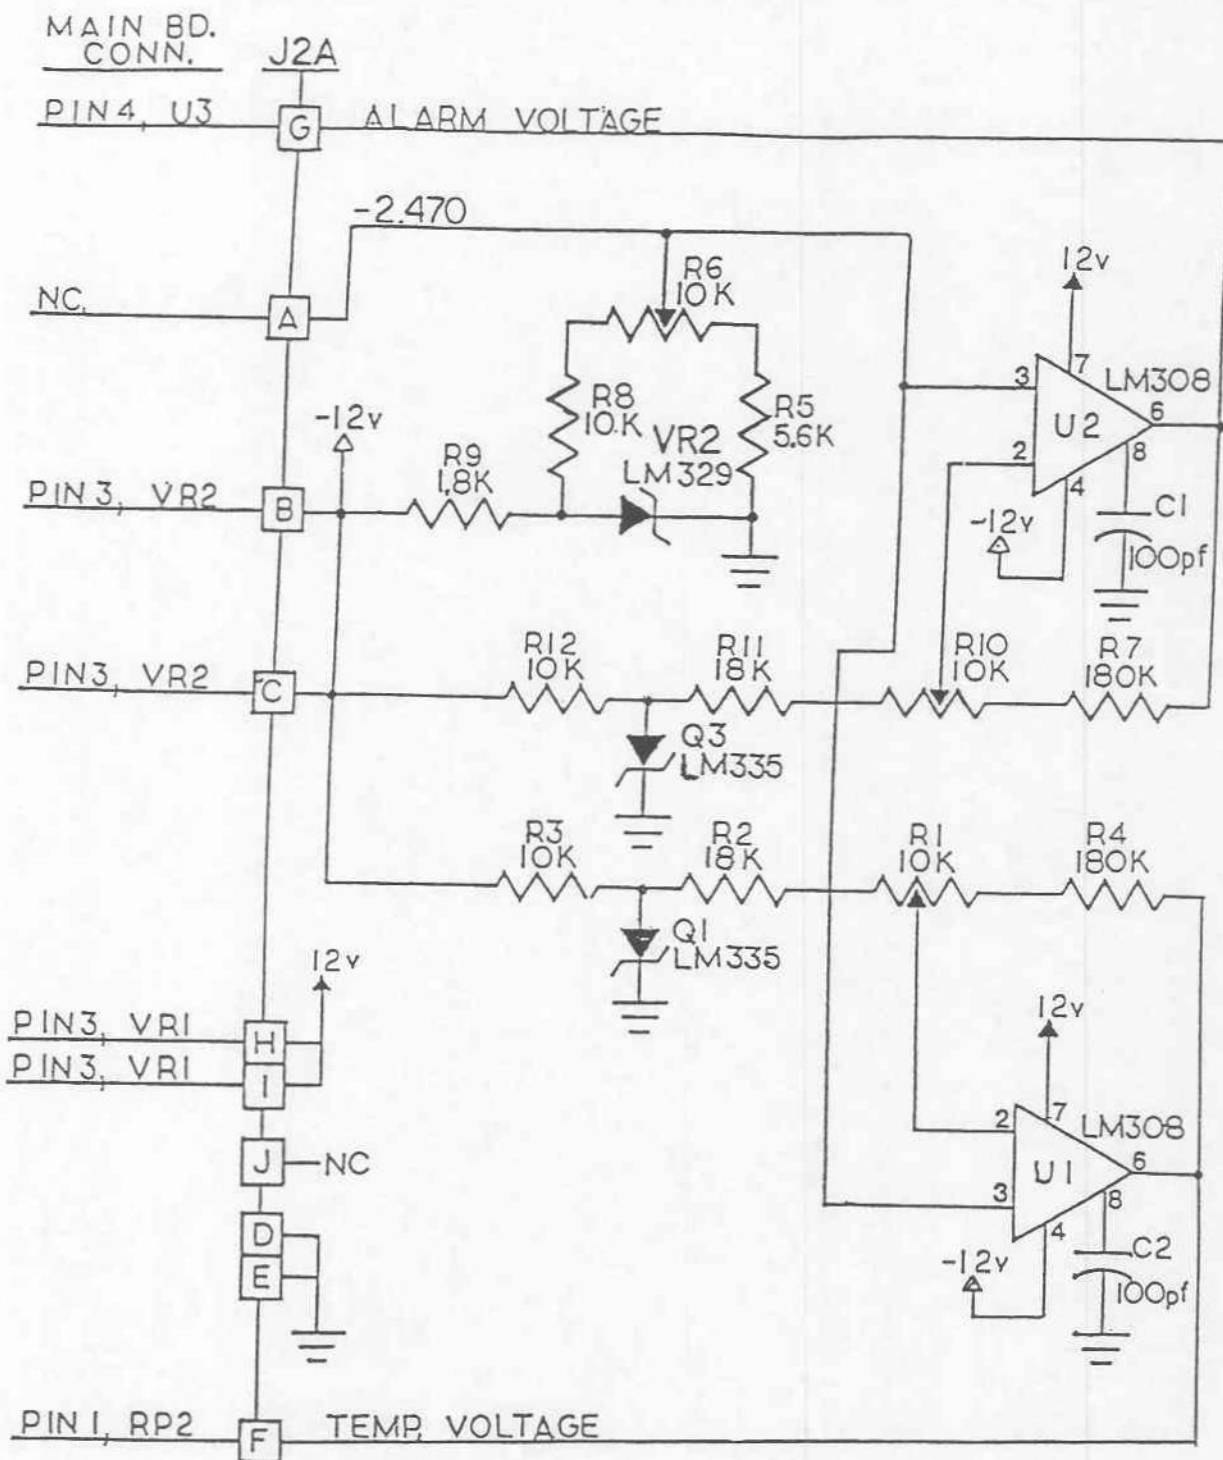 MAIN BD.
CONN.
J2A
PIN 4, U3
G
ALARM VOLTAGE
-2.470
NC.
A
R6
10K
12v
7
LM308
3
U2
6
2
8
4
-12v
C1
100pf
R8
10.K
R5
5.6K
VR2
LM329
-12v
R9
1.8K
PIN3, VR2
B
R12
10K
R11
18K
R10
10K
R7
180K
PIN3, VR2
C
Q3
LM335
R3
10K
R2
18K
R1
10K
R4
180K
Q1
LM335
12v
PIN3, VR1
H
PIN3, VR1
I
12v
7
LM308
2
U1
6
3
8
4
-12v
C2
100pf
J
NC
D
E
PIN1, RP2
F
TEMP. VOLTAGE